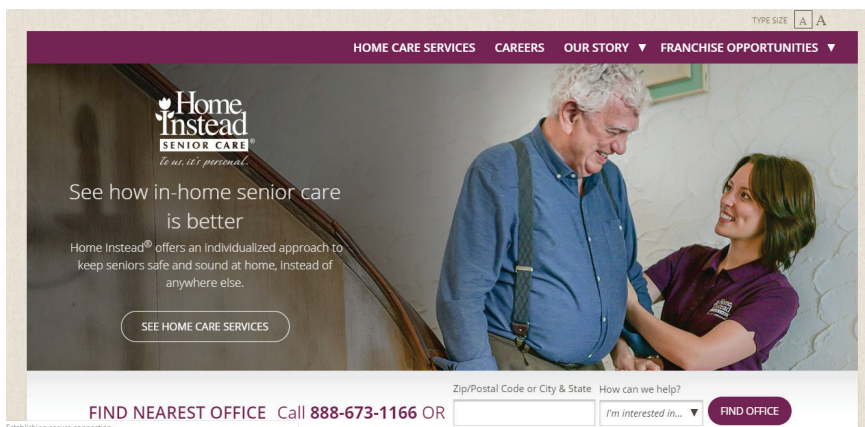 TYPE SIZE A A
HOME CARE SERVICES CAREERS OUR STORY ▼ FRANCHISE OPPORTUNITIES ▼
Home
Instead
SENIOR CARE®
To us, it's personal.
See how in-home senior care
is better
Home Instead® offers an individualized approach to
keep seniors safe and sound at home, instead of
anywhere else.
SEE HOME CARE SERVICES
Zip/Postal Code or City & State How can we help?
FIND NEAREST OFFICE Call 888-673-1166 OR I'm interested in... ▼ FIND OFFICE